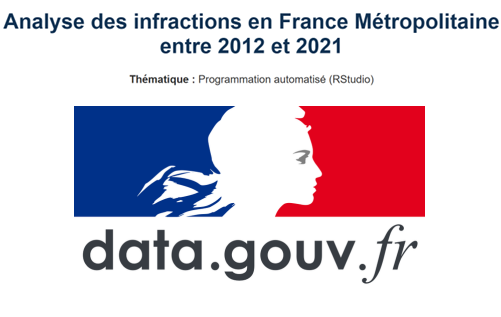 Analyse des infractions en France Métropolitaine
entre 2012 et 2021
Thématique : Programmation automatisé (RStudio)
data.gouv.fr